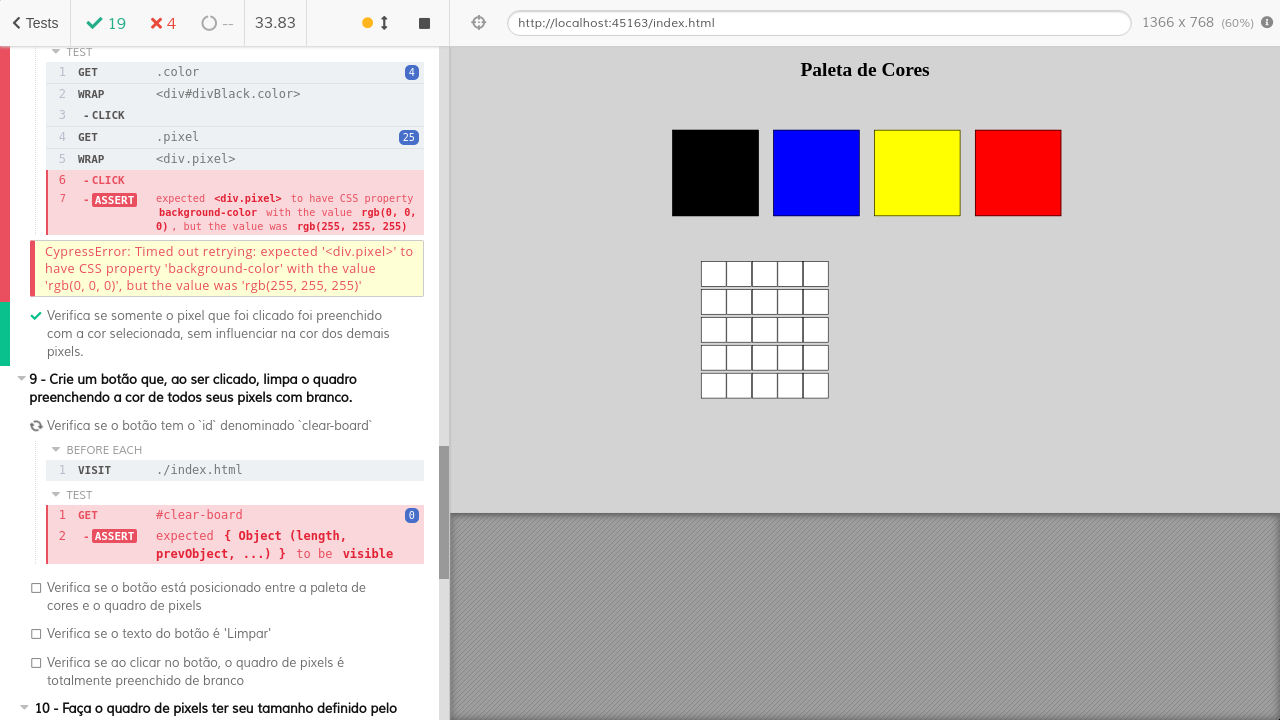 Tests
19
4
--
33.83
http://localhost:45163/index.html
1366 x 768 (60%)
TEST
1 GET .color 4
2 WRAP <div#divBlack.color>
3 - CLICK
4 GET .pixel 25
5 WRAP <div.pixel>
6 - CLICK
7 - ASSERT expected <div.pixel> to have CSS property
background-color with the value rgb(0, 0,
0) , but the value was rgb(255, 255, 255)
CypressError: Timed out retrying: expected '<div.pixel>' to
have CSS property 'background-color' with the value
'rgb(0, 0, 0)', but the value was 'rgb(255, 255, 255)'
Verifica se somente o pixel que foi clicado foi preenchido
com a cor selecionada, sem influenciar na cor dos demais
pixels.
9 - Crie um botão que, ao ser clicado, limpa o quadro
preenchendo a cor de todos seus pixels com branco.
Verifica se o botão tem o `id` denominado `clear-board`
BEFORE EACH
1 VISIT ./index.html
TEST
1 GET #clear-board 0
2 - ASSERT expected { Object (length,
prevObject, ...) } to be visible
Verifica se o botão está posicionado entre a paleta de
cores e o quadro de pixels
Verifica se o texto do botão é 'Limpar'
Verifica se ao clicar no botão, o quadro de pixels é
totalmente preenchido de branco
10 - Faça o quadro de pixels ter seu tamanho definido pelo
Paleta de Cores